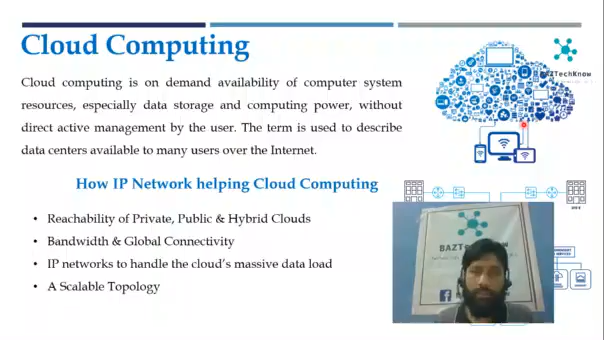 Cloud Computing
BAZTechKnow
Cloud computing is on demand availability of computer system
resources, especially data storage and computing power, without
direct active management by the user. The term is used to describe
data centers available to many users over the Internet.
How IP Network helping Cloud Computing
• Reachability of Private, Public & Hybrid Clouds
• Bandwidth & Global Connectivity
• IP networks to handle the cloud's massive data load
• A Scalable Topology
BAZTechKnow